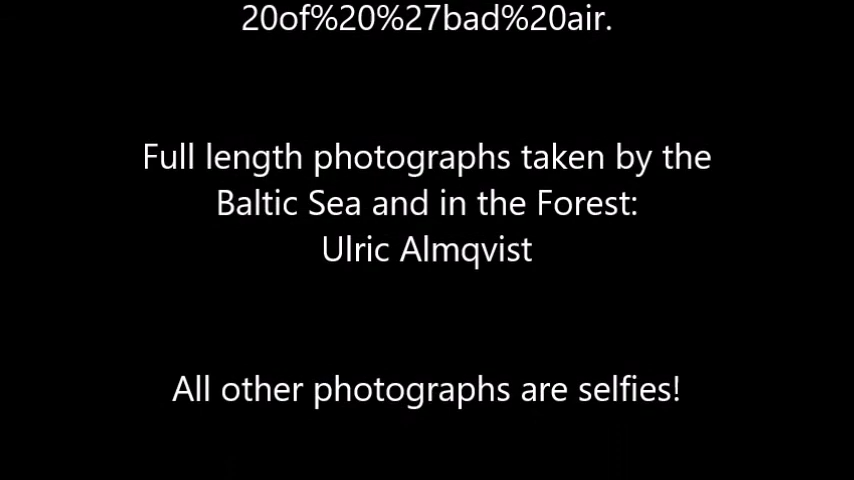 20of%20%27bad%20air.
Full length photographs taken by the
Baltic Sea and in the Forest:
Ulric Almqvist
All other photographs are selfies!